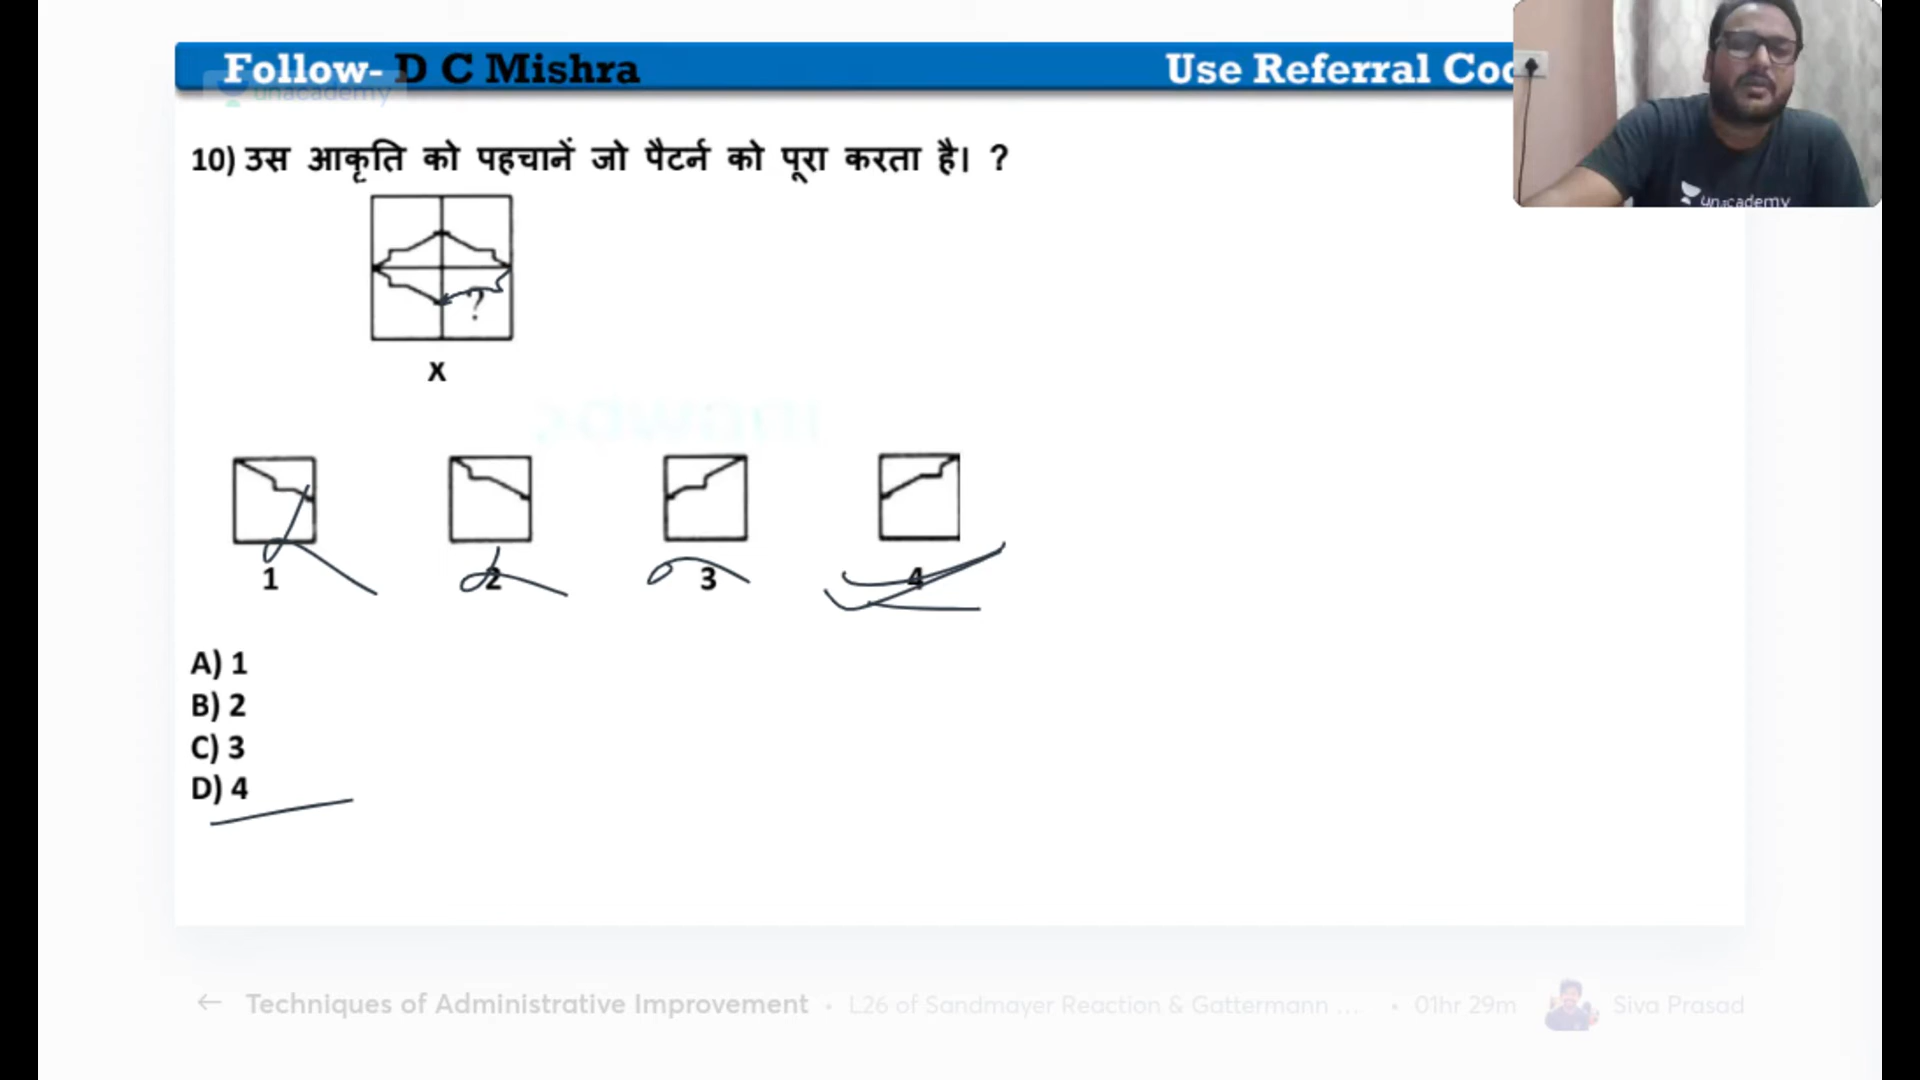 Follow- D C Mishra
Use Referral Coc
unacademy
unacademy
10) उस आकृति को पहचानें जो पैटर्न को पूरा करता है। ?
?
X
1 2 3 4
A) 1
B) 2
C) 3
D) 4
← Techniques of Administrative Improvement • L26 of Sandmayer Reaction & Gattermann ... • 01hr 29m Siva Prasad